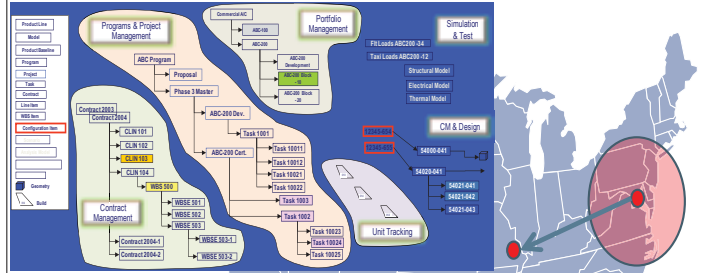 Product Line
Model
Product Baseline
Program
Project
Task
Contract
Line Item
WBS Item
Configuration Item
Geometry
Build
Programs & Project
Management
ABC Program
Proposal
Phase 3 Master
ABC-200 Dev.
Task 1001
ABC-200 Cert.
Task 10011
Task 10012
Task 10021
Task 10022
Task 1003
Task 1002
Task 10023
Task 10024
Task 10025
Commercial A/C
ABC-100
ABC-200
ABC-200
Development
ABC-200 Block
ABC-200 Block
- 20
Portfolio
Management
Simulation
& Test
Fit Loads ABC200 -34
Taxi Loads ABC200 -12
Structural Model
Electrical Model
Thermal Model
CM & Design
54000-041
54020-041
54021-041
54021-042
54021-043
Unit Tracking
Contract 2003
Contract 2004
CLIN 101
CLIN 102
CLIN 103
CLIN 104
WBS 500
WBSE 501
WBSE 502
WBSE 503
WBSE 503-1
WBSE 503-2
Contract
Management
Contract 2004-1
Contract 2004-2